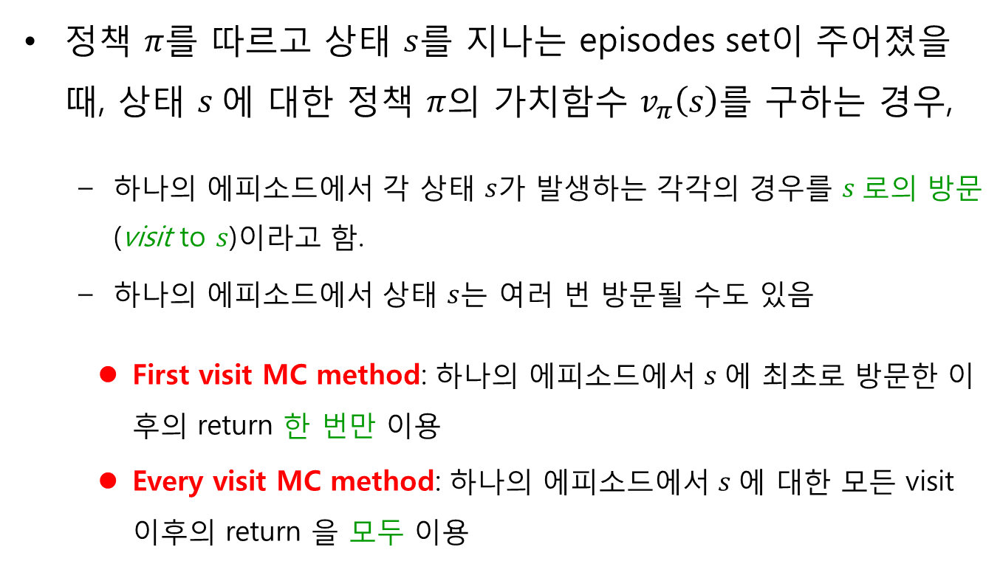 • 정책 π를 따르고 상태 s를 지나는 episodes set이 주어졌을
때, 상태 s 에 대한 정책 π의 가치함수 vπ(s)를 구하는 경우,
– 하나의 에피소드에서 각 상태 s가 발생하는 각각의 경우를 s 로의 방문
(visit to s)이라고 함.
– 하나의 에피소드에서 상태 s는 여러 번 방문될 수도 있음
● First visit MC method: 하나의 에피소드에서 s 에 최초로 방문한 이
후의 return 한 번만 이용
● Every visit MC method: 하나의 에피소드에서 s 에 대한 모든 visit
이후의 return 을 모두 이용